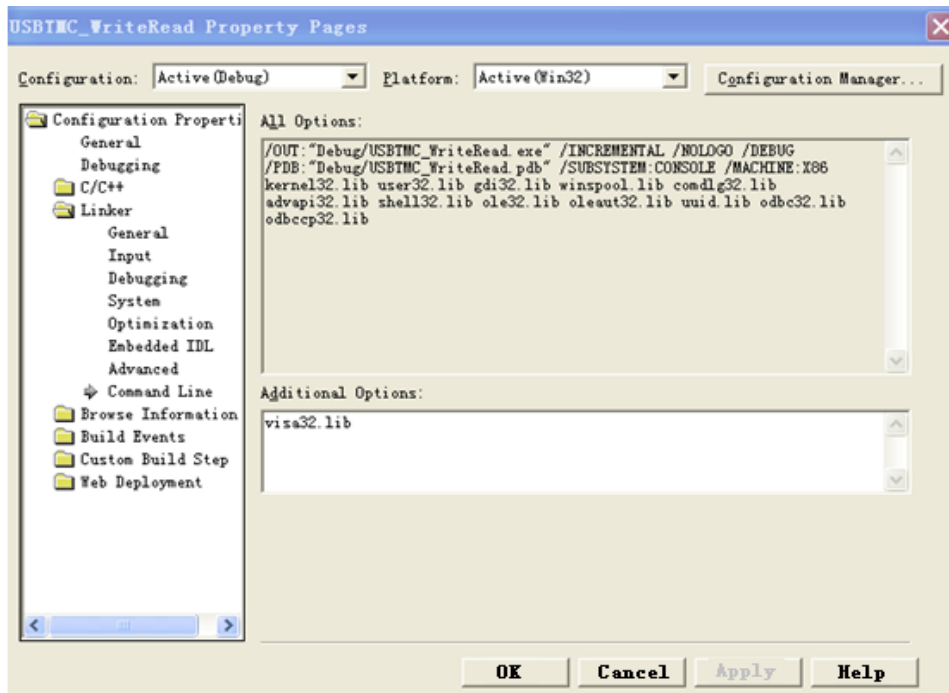 USBTMC_WriteRead Property Pages
Configuration: Active(Debug) Platform: Active(Win32) Configuration Manager...
Configuration Properti
General
Debugging
C/C++
Linker
General
Input
Debugging
System
Optimization
Embedded IDL
Advanced
Command Line
Browse Information
Build Events
Custom Build Step
Web Deployment
All Options:
/OUT:"Debug/USBTMC_WriteRead.exe" /INCREMENTAL /NOLOGO /DEBUG
/PDB:"Debug/USBTMC_WriteRead.pdb" /SUBSYSTEM:CONSOLE /MACHINE:X86
kernel32.lib user32.lib gdi32.lib winspool.lib comdlg32.lib
advapi32.lib shell32.lib ole32.lib oleaut32.lib uuid.lib odbc32.lib
odbccp32.lib
Additional Options:
visa32.lib
OK Cancel Apply Help